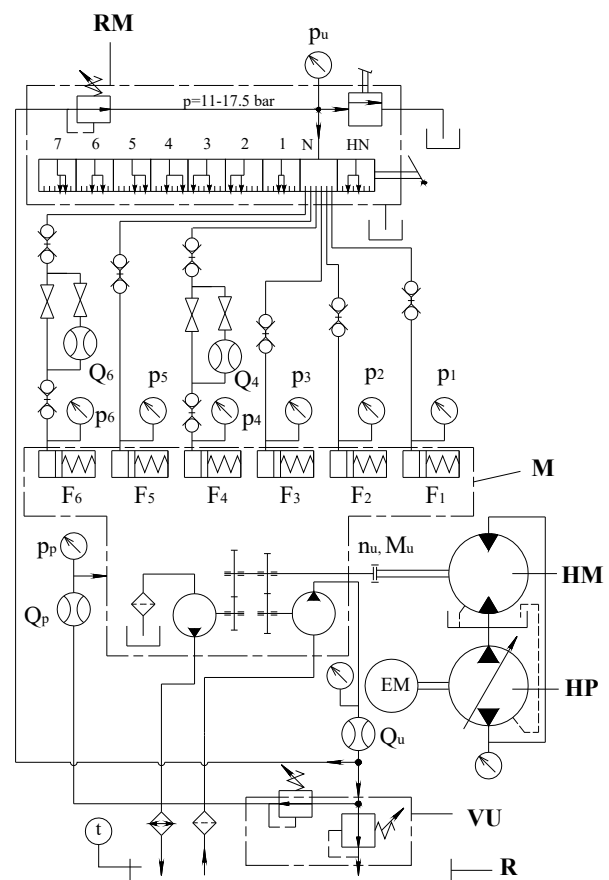 RM
pu
p=11-17.5 bar
7 6 5 4 3 2 1 N HN
Q6
Q4
p6 p5 p4 p3 p2 p1
F6 F5 F4 F3 F2 F1
M
pp
nu, Mu
HM
Qp
EM
HP
Qu
VU
t
R